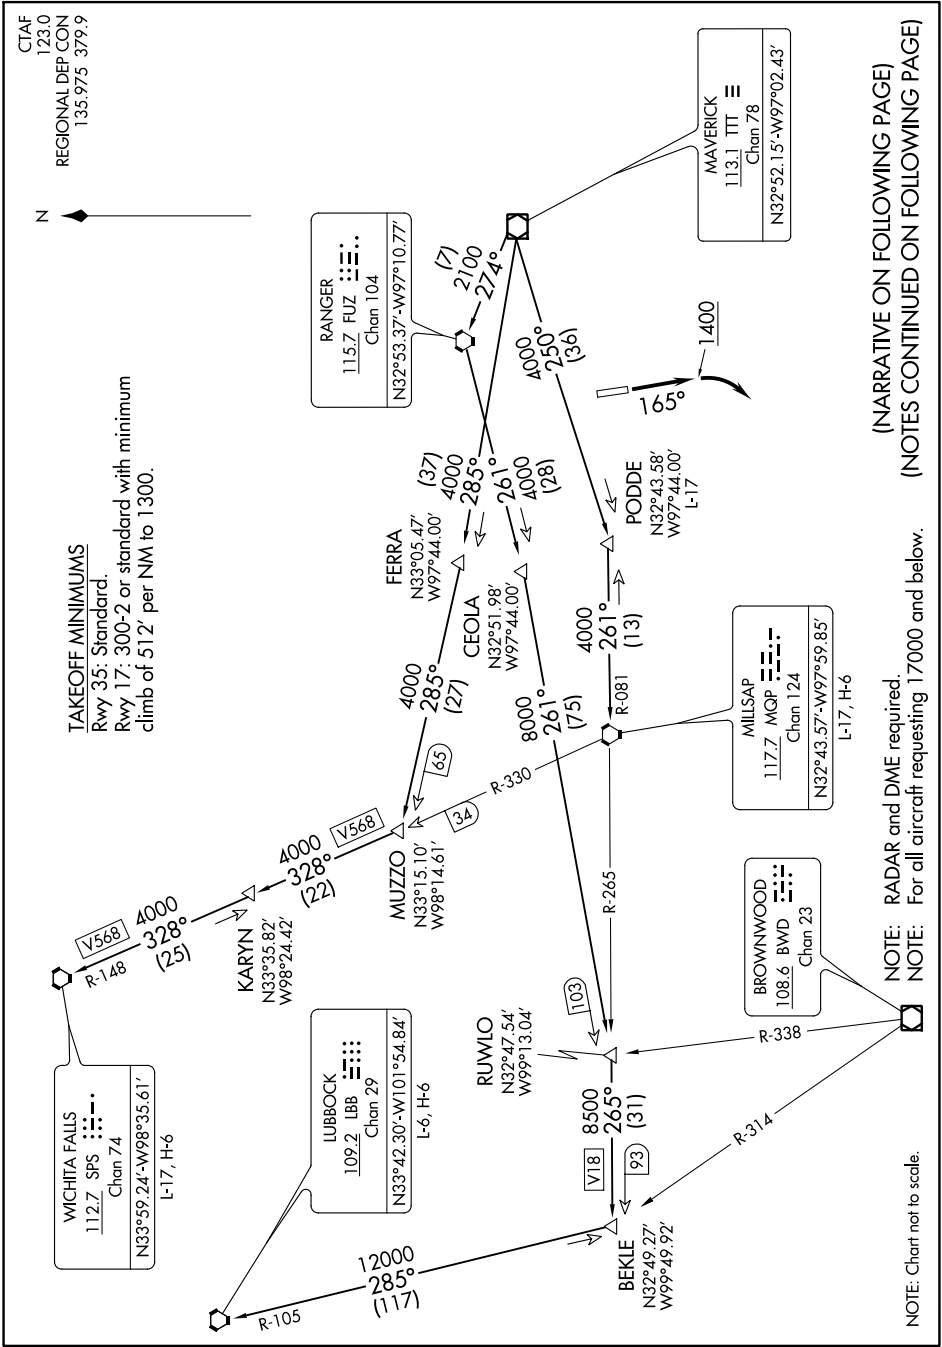 CTAF
123.0
REGIONAL DEP CON
135.975 379.9
N
TAKEOFF MINIMUMS
Rwy 35: Standard.
Rwy 17: 300-2 or standard with minimum
climb of 512' per NM to 1300.
WICHITA FALLS
112.7 SPS
Chan 74
N33°59.24'-W98°35.61'
L-17, H-6
R-148
V568
4000
328°
(25)
KARYN
N33°35.82'
W98°24.42'
4000
328°
(22)
V568
MUZZO
N33°15.10'
W98°14.61'
65
34
R-330
4000
285°
(27)
FERRA
N33°05.47'
W97°44.00'
(37)
4000
285°
RANGER
115.7 FUZ
Chan 104
N32°53.37'-W97°10.77'
(7)
2100
274°
LUBBOCK
109.2 LBB
Chan 29
N33°42.30'-W101°54.84'
L-6, H-6
R-105
12000
285°
(117)
BEKLE
N32°49.27'
W99°49.92'
V18
93
8500
265°
(31)
RUWLO
N32°47.54'
W99°13.04'
103
R-265
8000
261°
(75)
CEOLA
N32°51.98'
W97°44.00'
261°
4000
(28)
4000
250°
(36)
R-081
4000
261°
(13)
PODDE
N32°43.58'
W97°44.00'
L-17
165°
1400
MAVERICK
113.1 TTT
Chan 78
N32°52.15'-W97°02.43'
MILLSAP
117.7 MQP
Chan 124
N32°43.57'-W97°59.85'
L-17, H-6
BROWNWOOD
108.6 BWD
Chan 23
R-338
R-314
NOTE: RADAR and DME required.
NOTE: For all aircraft requesting 17000 and below.
(NARRATIVE ON FOLLOWING PAGE)
(NOTES CONTINUED ON FOLLOWING PAGE)
NOTE: Chart not to scale.